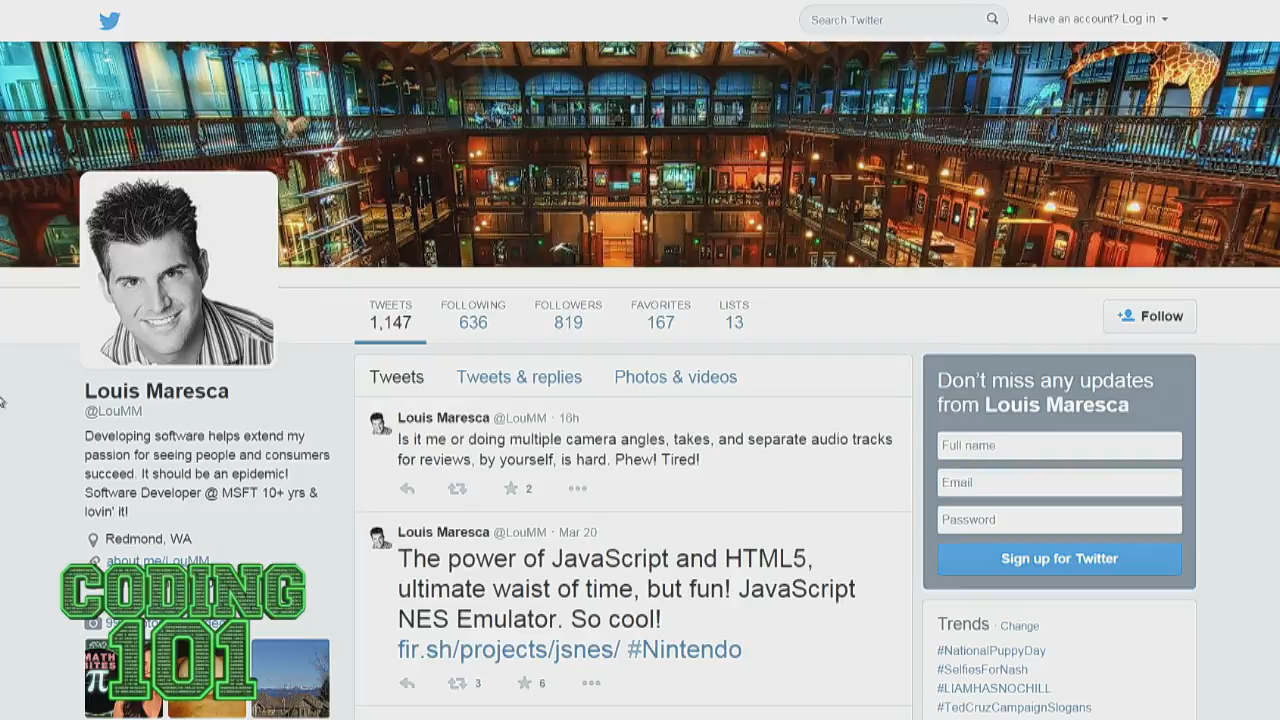 Search Twitter
Have an account? Log in
TWEETS
1,147
FOLLOWING
636
FOLLOWERS
819
FAVORITES
167
LISTS
13
Follow
Louis Maresca
@LouMM
Developing software helps extend my
passion for seeing people and consumers
succeed. It should be an epidemic!
Software Developer @ MSFT 10+ yrs &
lovin' it!
Redmond, WA
about.me/LouMM
CODING
101
MATH
BITES
π
Tweets
Tweets & replies
Photos & videos
Louis Maresca @LouMM · 16h
Is it me or doing multiple camera angles, takes, and separate audio tracks
for reviews, by yourself, is hard. Phew! Tired!
2
Louis Maresca @LouMM · Mar 20
The power of JavaScript and HTML5,
ultimate waist of time, but fun! JavaScript
NES Emulator. So cool!
fir.sh/projects/jsnes/ #Nintendo
3
6
Don't miss any updates
from Louis Maresca
Full name
Email
Password
Sign up for Twitter
Trends · Change
#NationalPuppyDay
#SelfiesForNash
#LIAMHASNOCHILL
#TedCruzCampaignSlogans